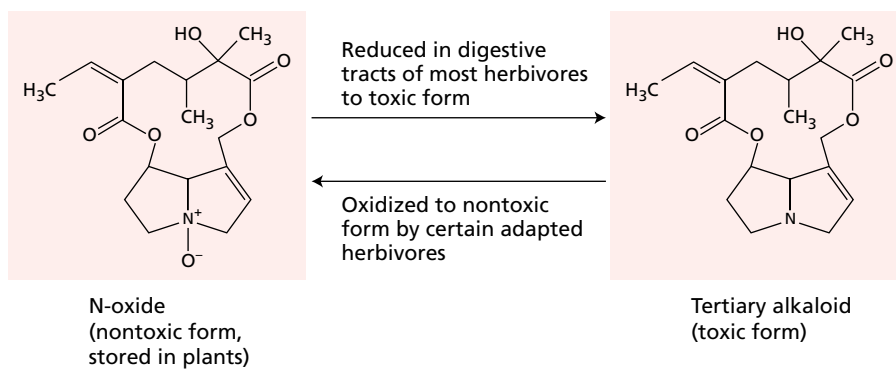 HO
CH3
O
H3C
CH3
O
O
O
N+
O−
Reduced in digestive
tracts of most herbivores
to toxic form
Oxidized to nontoxic
form by certain adapted
herbivores
HO
CH3
O
H3C
CH3
O
O
O
N
N-oxide
(nontoxic form,
stored in plants)
Tertiary alkaloid
(toxic form)